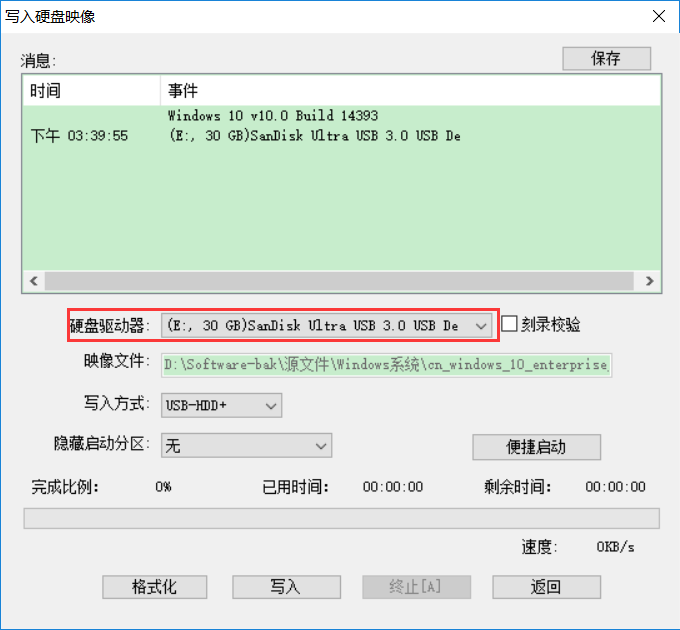 写入硬盘映像
消息:
保存
时间 事件
Windows 10 v10.0 Build 14393
下午 03:39:55 (E:, 30 GB)SanDisk Ultra USB 3.0 USB De
硬盘驱动器: (E:, 30 GB)SanDisk Ultra USB 3.0 USB De 刻录校验
映像文件: D:\Software-bak\源文件\Windows系统\cn_windows_10_enterprise_
写入方式: USB-HDD+
隐藏启动分区: 无 便捷启动
完成比例: 0% 已用时间: 00:00:00 剩余时间: 00:00:00
速度: 0KB/s
格式化 写入 终止[A] 返回